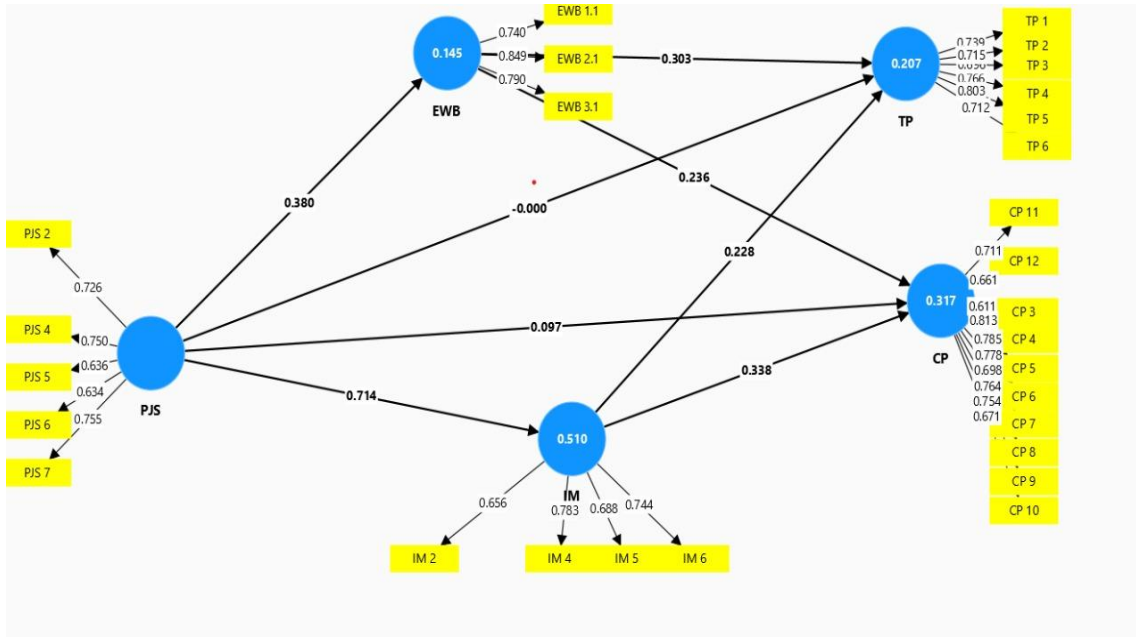 EWB 1.1
0.740
0.145
0.849
EWB 2.1
0.303
0.790
EWB 3.1
EWB
0.207
TP
0.739
0.715
0.696
0.766
0.803
0.712
TP 1
TP 2
TP 3
TP 4
TP 5
TP 6
0.236
0.380
-0.000
0.228
0.097
0.338
0.714
PJS 2
0.726
PJS 4
0.750
PJS 5
0.636
PJS 6
0.634
PJS 7
0.755
PJS
0.510
IM
0.656
0.783
0.688
0.744
IM 2
IM 4
IM 5
IM 6
0.317
CP
0.711
0.661
0.611
0.813
0.785
0.778
0.698
0.764
0.754
0.671
CP 11
CP 12
CP 3
CP 4
CP 5
CP 6
CP 7
CP 8
CP 9
CP 10